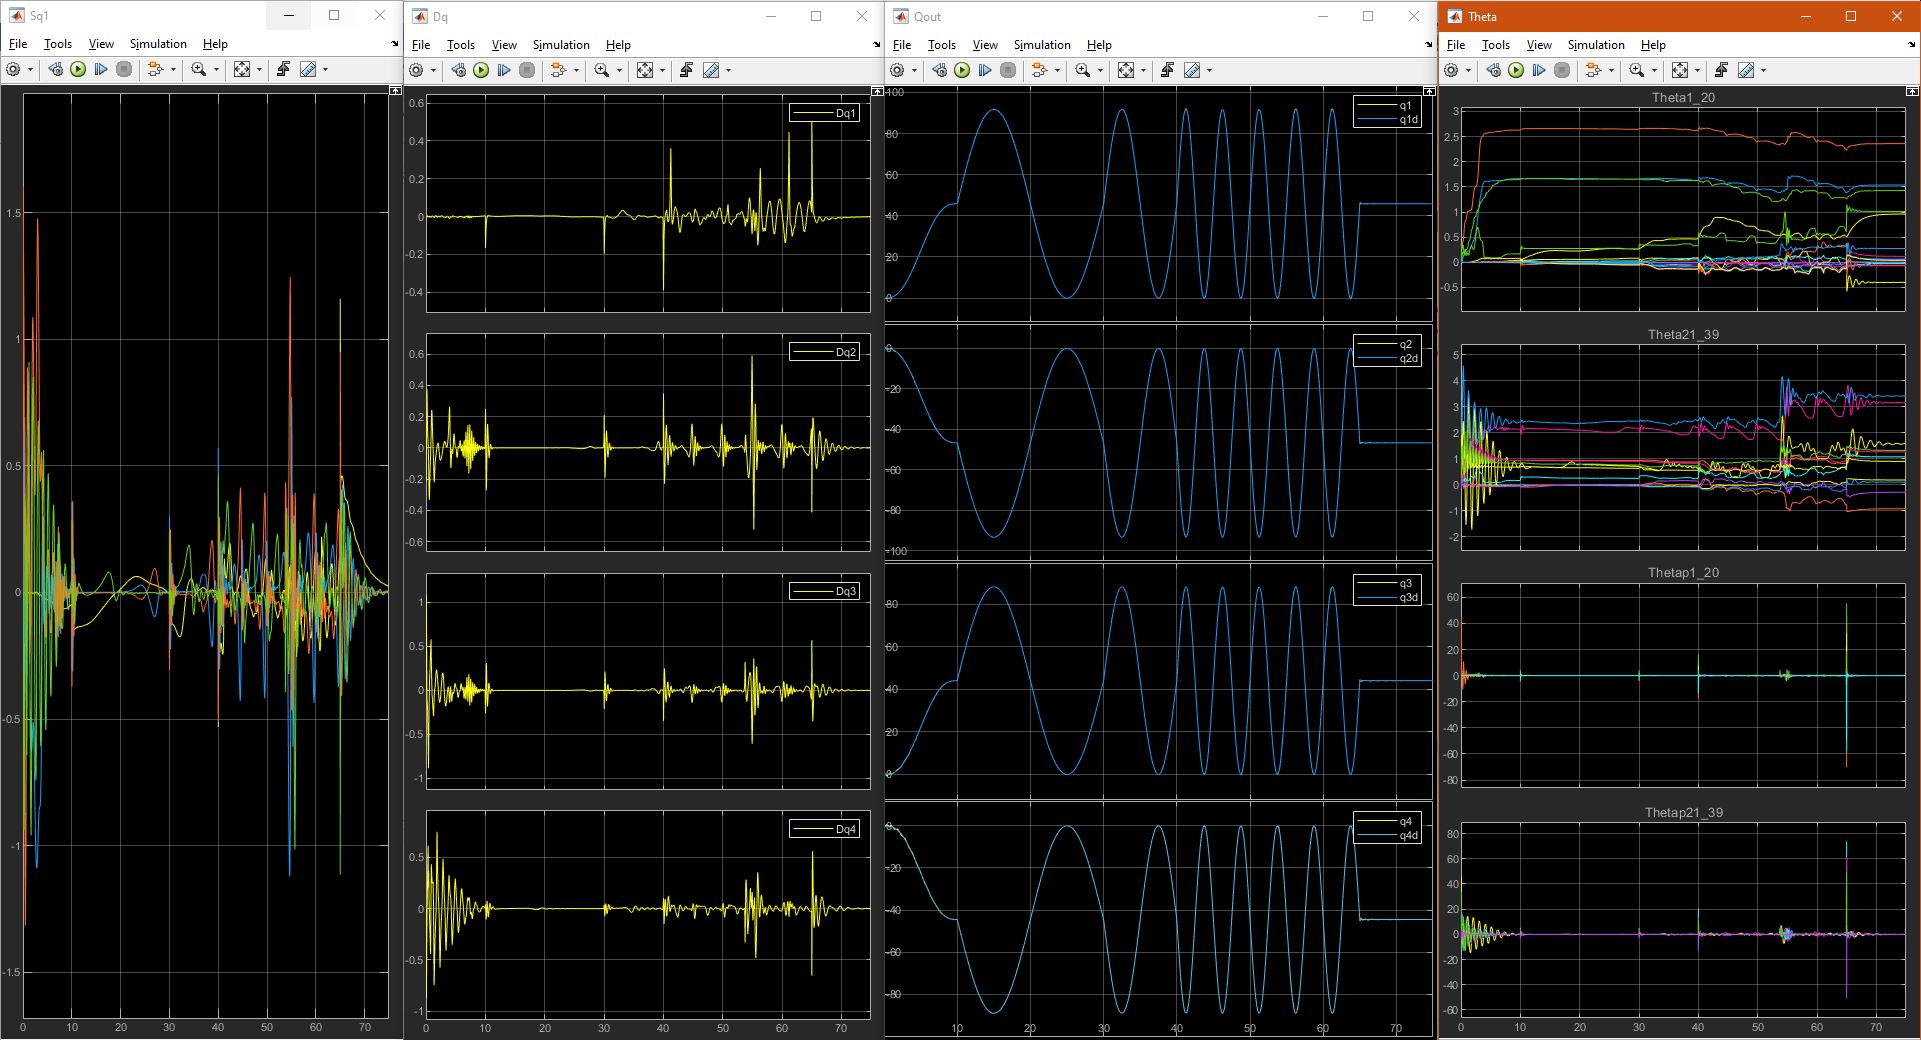 Sq1
File Tools View Simulation Help
1.5
1
0.5
0
-0.5
-1
-1.5
0 10 20 30 40 50 60 70
Dq
File Tools View Simulation Help
Dq1
0.6
0.4
0.2
0
-0.2
-0.4
Dq2
0.6
0.4
0.2
0
-0.2
-0.4
-0.6
Dq3
1
0.5
0
-0.5
-1
Dq4
0.5
0
-0.5
-1
0 10 20 30 40 50 60 70
Qout
File Tools View Simulation Help
q1
q1d
100
80
60
40
20
0
q2
q2d
0
-20
-40
-60
-80
-100
q3
q3d
80
60
40
20
0
q4
q4d
0
-20
-40
-60
-80
10 20 30 40 50 60 70
Theta
File Tools View Simulation Help
Theta1_20
3
2.5
2
1.5
1
0.5
0
-0.5
Theta21_39
5
4
3
2
1
0
-1
-2
Thetap1_20
60
40
20
0
-20
-40
-60
-80
Thetap21_39
80
60
40
20
0
-20
-40
-60
0 10 20 30 40 50 60 70